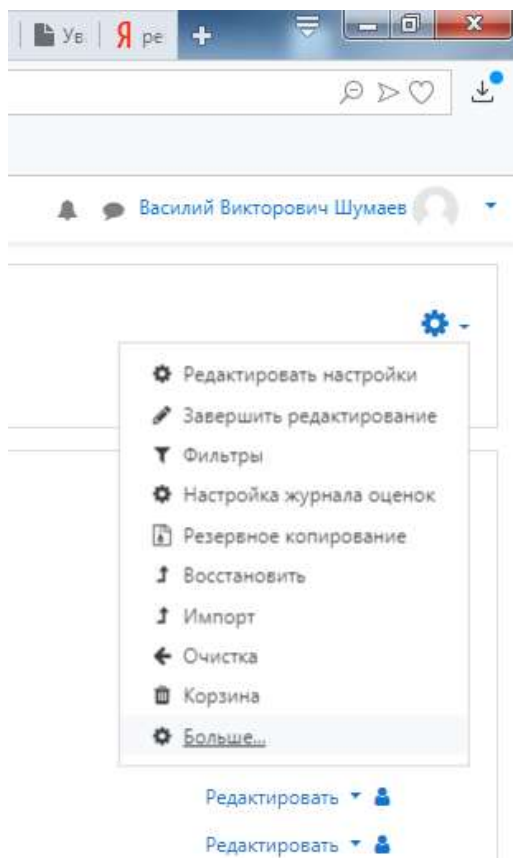 Ув Я ре +
Василий Викторович Шумаев
Редактировать настройки
Завершить редактирование
Фильтры
Настройка журнала оценок
Резервное копирование
Восстановить
Импорт
Очистка
Корзина
Больше...
Редактировать
Редактировать